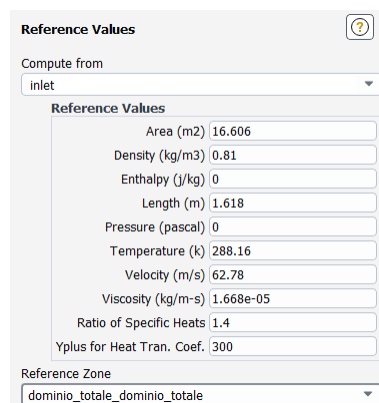 Reference Values
?
Compute from
inlet
Reference Values
Area (m2) 16.606
Density (kg/m3) 0.81
Enthalpy (j/kg) 0
Length (m) 1.618
Pressure (pascal) 0
Temperature (k) 288.16
Velocity (m/s) 62.78
Viscosity (kg/m-s) 1.668e-05
Ratio of Specific Heats 1.4
Yplus for Heat Tran. Coef. 300
Reference Zone
dominio_totale_dominio_totale